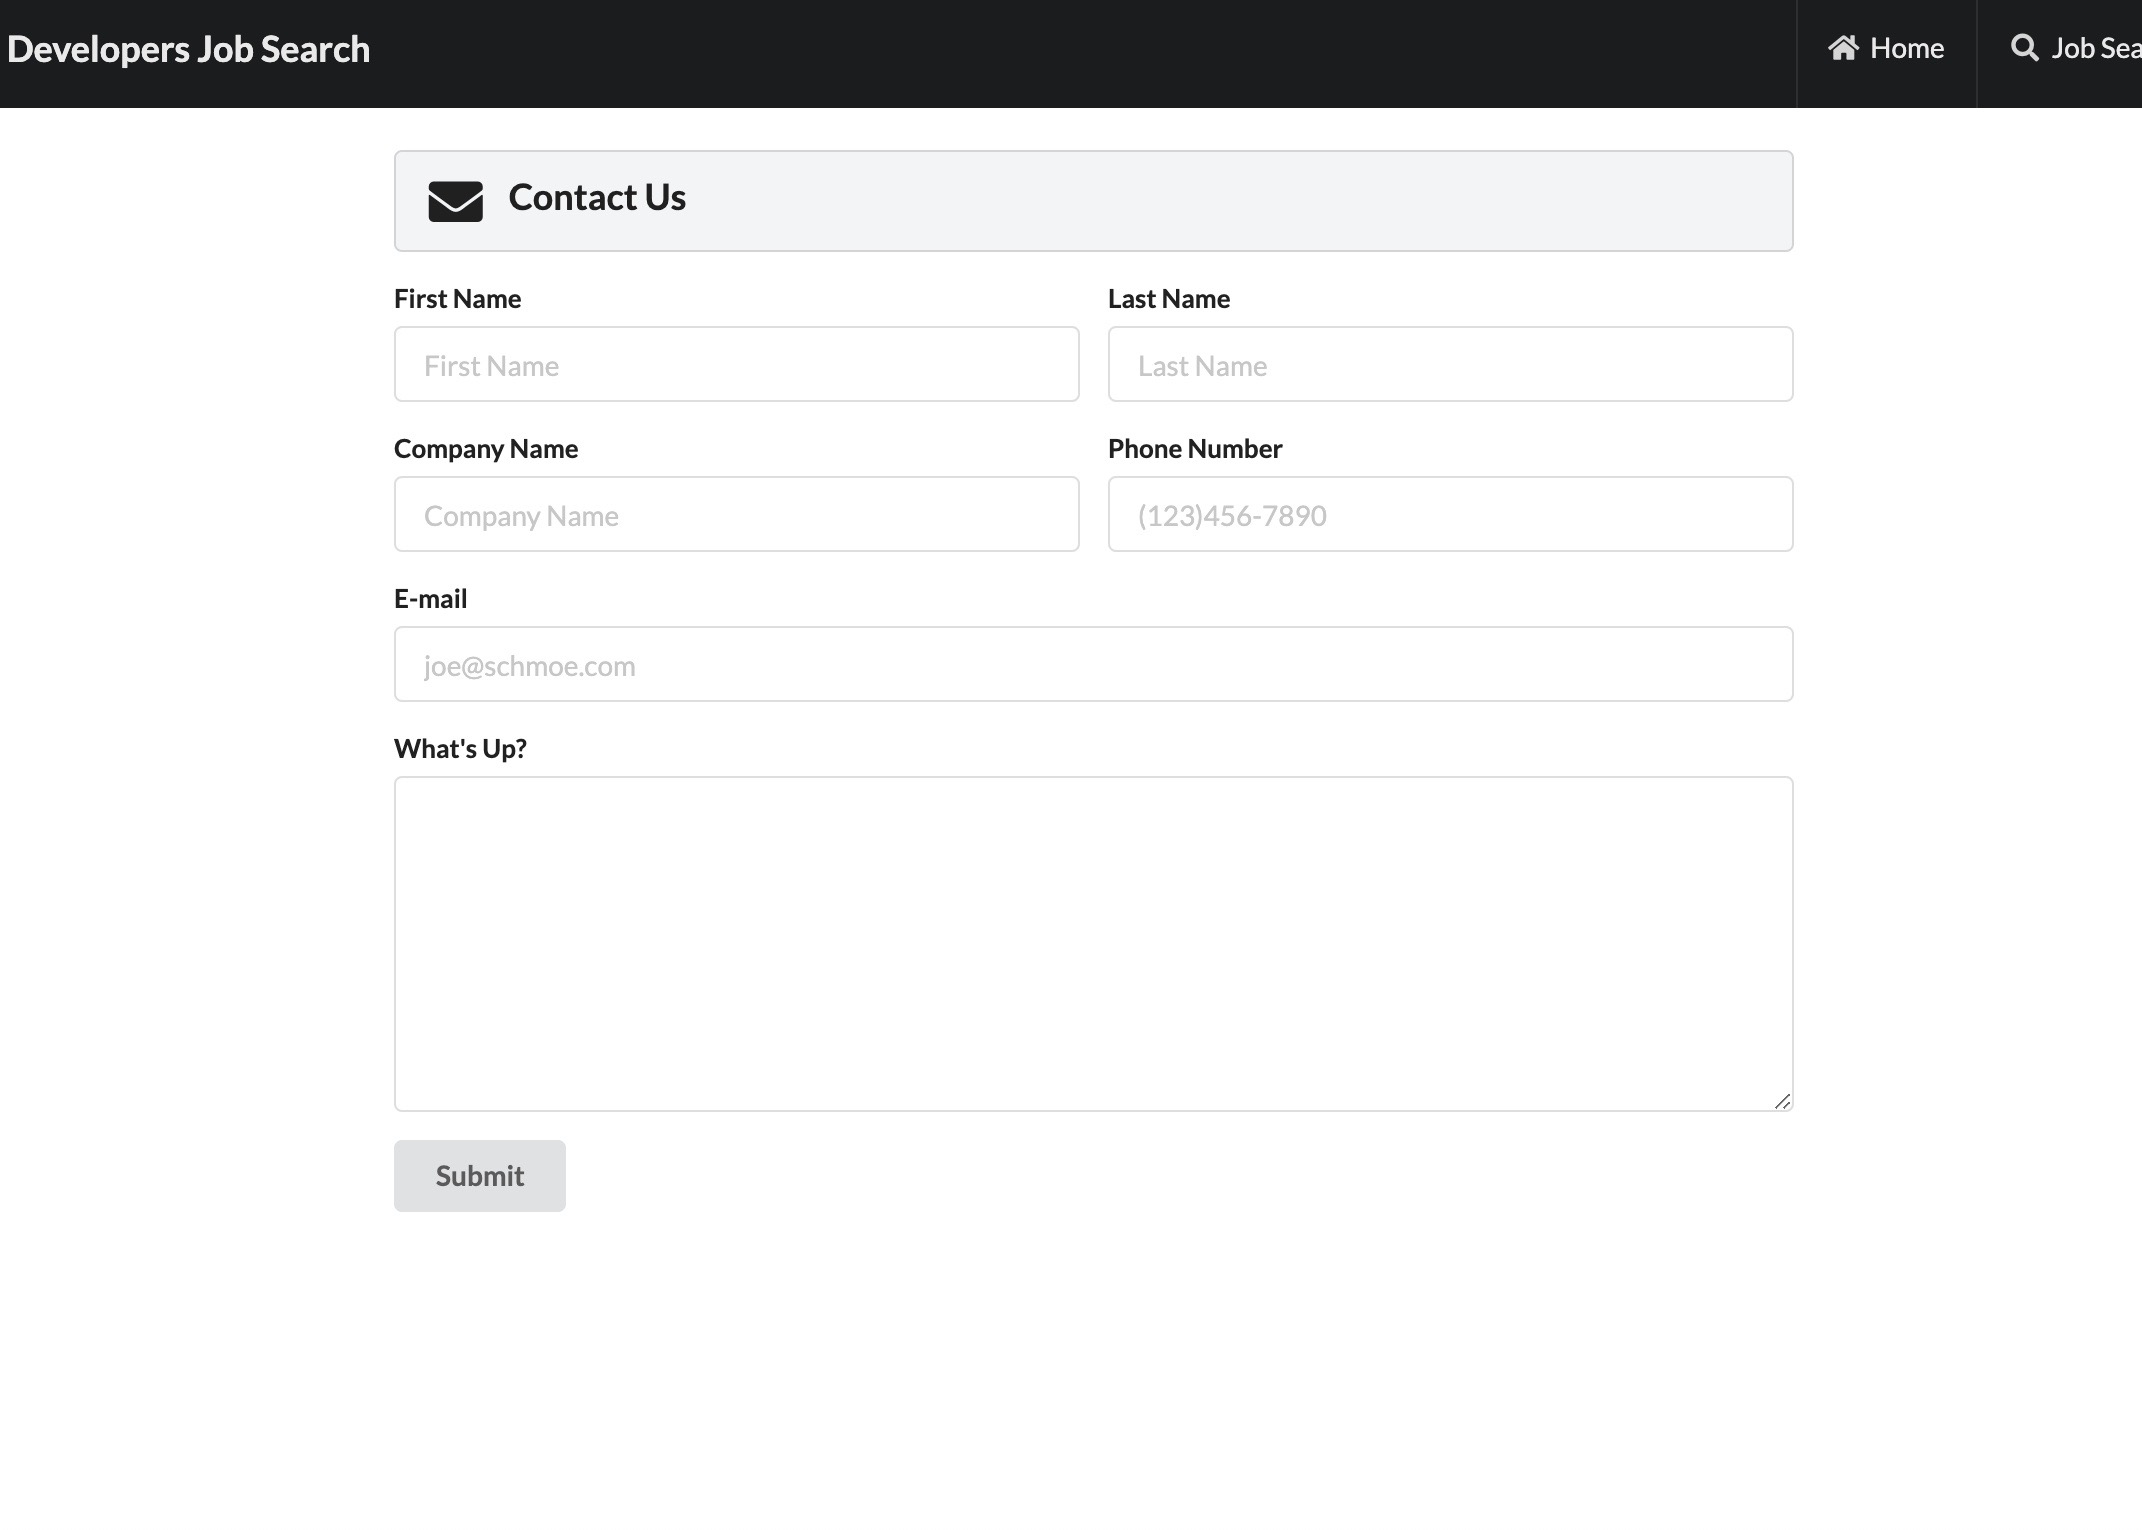 Developers Job Search
Home
Job Sea
Contact Us
First Name
Last Name
First Name
Last Name
Company Name
Phone Number
Company Name
(123)456-7890
E-mail
joe@schmoe.com
What's Up?
Submit